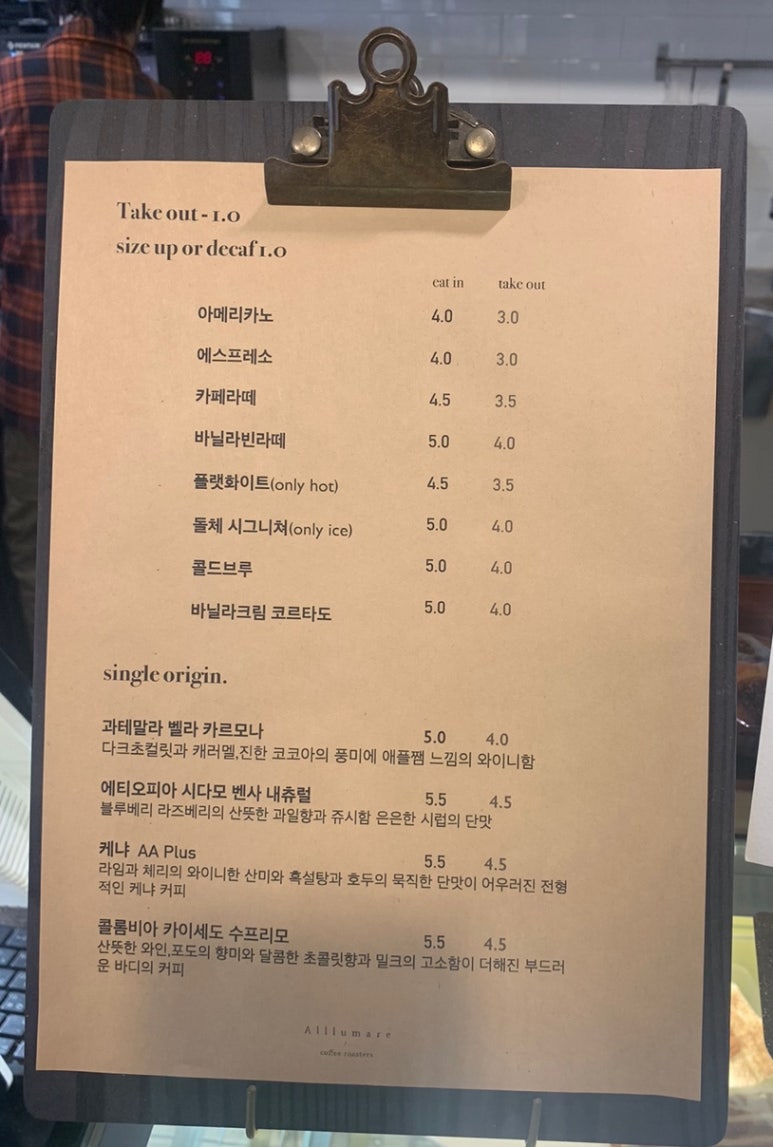 Take out - 1.0
size up or decaf 1.0
eat in take out
아메리카노 4.0 3.0
에스프레소 4.0 3.0
카페라떼 4.5 3.5
바닐라빈라떼 5.0 4.0
플랫화이트(only hot) 4.5 3.5
돌체 시그니쳐(only ice) 5.0 4.0
콜드브루 5.0 4.0
바닐라크림 코르타도 5.0 4.0
single origin.
과테말라 벨라 카르모나 5.0 4.0
다크초컬릿과 캐러멜,진한 코코아의 풍미에 애플쨈 느낌의 와이니함
에티오피아 시다모 벤사 내츄럴 5.5 4.5
블루베리 라즈베리의 산뜻한 과일향과 쥬시함 은은한 시럽의 단맛
케냐 AA Plus 5.5 4.5
라임과 체리의 와이니한 산미와 흑설탕과 호두의 묵직한 단맛이 어우러진 전형
적인 케냐 커피
콜롬비아 카이세도 수프리모 5.5 4.5
산뜻한 와인,포도의 향미와 달콤한 초콜릿향과 밀크의 고소함이 더해진 부드러
운 바디의 커피
Alllumare
coffee roasters